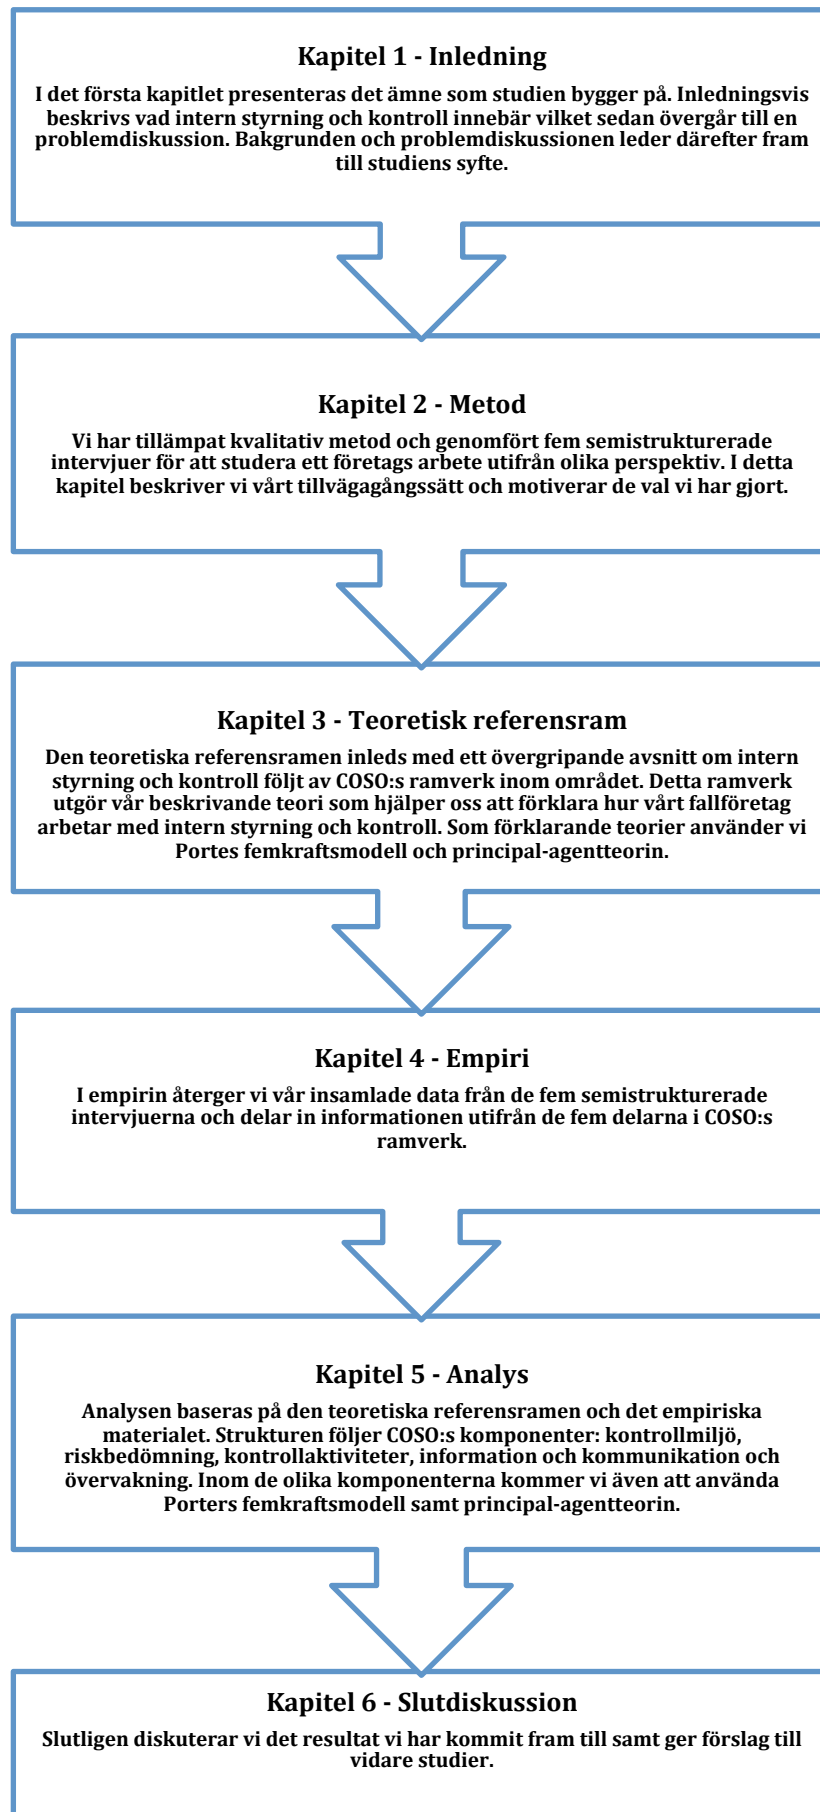 Kapitel 1 - Inledning
I det första kapitlet presenteras det ämne som studien bygger på. Inledningsvis
beskrivs vad intern styrning och kontroll innebär vilket sedan övergår till en
problemdiskussion. Bakgrunden och problemdiskussionen leder därefter fram
till studiens syfte.
Kapitel 2 - Metod
Vi har tillämpat kvalitativ metod och genomfört fem semistrukturerade
intervjuer för att studera ett företags arbete utifrån olika perspektiv. I detta
kapitel beskriver vi vårt tillvägagångssätt och motiverar de val vi har gjort.
Kapitel 3 - Teoretisk referensram
Den teoretiska referensramen inleds med ett övergripande avsnitt om intern
styrning och kontroll följt av COSO:s ramverk inom området. Detta ramverk
utgör vår beskrivande teori som hjälper oss att förklara hur vårt fallföretag
arbetar med intern styrning och kontroll. Som förklarande teorier använder vi
Portes femkraftsmodell och principal-agentteorin.
Kapitel 4 - Empiri
I empirin återger vi vår insamlade data från de fem semistrukturerade
intervjuerna och delar in informationen utifrån de fem delarna i COSO:s
ramverk.
Kapitel 5 - Analys
Analysen baseras på den teoretiska referensramen och det empiriska
materialet. Strukturen följer COSO:s komponenter: kontrollmiljö,
riskbedömning, kontrollaktiviteter, information och kommunikation och
övervakning. Inom de olika komponenterna kommer vi även att använda
Porters femkraftsmodell samt principal-agentteorin.
Kapitel 6 - Slutdiskussion
Slutligen diskuterar vi det resultat vi har kommit fram till samt ger förslag till
vidare studier.